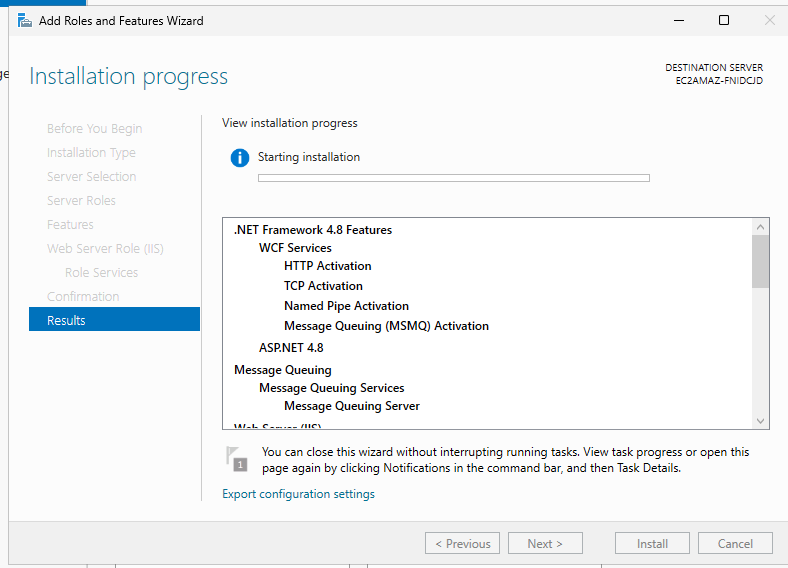 Add Roles and Features Wizard
Installation progress
DESTINATION SERVER
EC2AMAZ-FNIDCJD
Before You Begin
Installation Type
Server Selection
Server Roles
Features
Web Server Role (IIS)
Role Services
Confirmation
Results
View installation progress
Starting installation
.NET Framework 4.8 Features
WCF Services
HTTP Activation
TCP Activation
Named Pipe Activation
Message Queuing (MSMQ) Activation
ASP.NET 4.8
Message Queuing
Message Queuing Services
Message Queuing Server
Web Server (IIS)
1
You can close this wizard without interrupting running tasks. View task progress or open this
page again by clicking Notifications in the command bar, and then Task Details.
Export configuration settings
< Previous
Next >
Install
Cancel